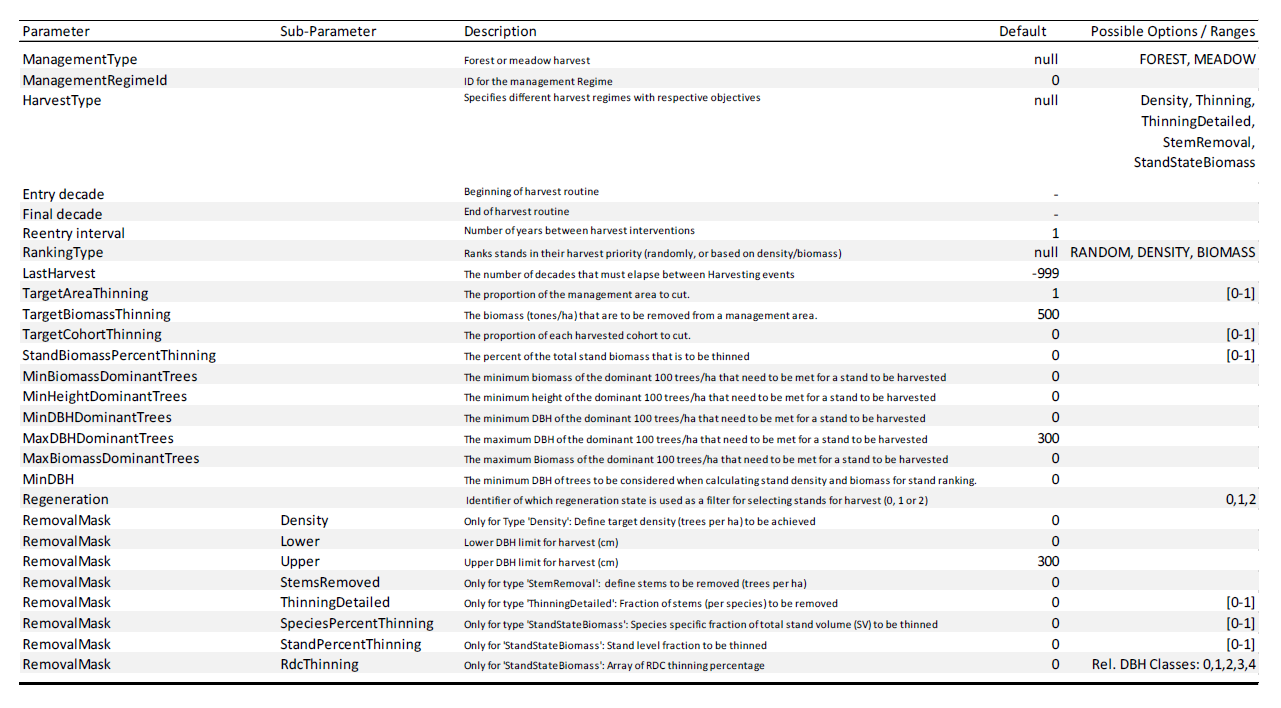 Parameter Sub-Parameter Description Default Possible Options / Ranges
ManagementType Forest or meadow harvest null FOREST, MEADOW
ManagementRegimeId ID for the management Regime 0
HarvestType Specifies different harvest regimes with respective objectives null Density, Thinning,
ThinningDetailed,
StemRemoval,
StandStateBiomass
Entry decade Beginning of harvest routine -
Final decade End of harvest routine -
Reentry interval Number of years between harvest interventions 1
RankingType Ranks stands in their harvest priority (randomly, or based on density/biomass) null RANDOM, DENSITY, BIOMASS
LastHarvest The number of decades that must elapse between Harvesting events -999
TargetAreaThinning The proportion of the management area to cut. 1 [0-1]
TargetBiomassThinning The biomass (tones/ha) that are to be removed from a management area. 500
TargetCohortThinning The proportion of each harvested cohort to cut. 0 [0-1]
StandBiomassPercentThinning The percent of the total stand biomass that is to be thinned 0 [0-1]
MinBiomassDominantTrees The minimum biomass of the dominant 100 trees/ha that need to be met for a stand to be harvested 0
MinHeightDominantTrees The minimum height of the dominant 100 trees/ha that need to be met for a stand to be harvested 0
MinDBHDominantTrees The minimum DBH of the dominant 100 trees/ha that need to be met for a stand to be harvested 0
MaxDBHDominantTrees The maximum DBH of the dominant 100 trees/ha that need to be met for a stand to be harvested 300
MaxBiomassDominantTrees The maximum Biomass of the dominant 100 trees/ha that need to be met for a stand to be harvested 0
MinDBH The minimum DBH of trees to be considered when calculating stand density and biomass for stand ranking. 0
Regeneration Identifier of which regeneration state is used as a filter for selecting stands for harvest (0, 1 or 2) 0,1,2
RemovalMask Density Only for Type 'Density': Define target density (trees per ha) to be achieved 0
RemovalMask Lower Lower DBH limit for harvest (cm) 0
RemovalMask Upper Upper DBH limit for harvest (cm) 300
RemovalMask StemsRemoved Only for type 'StemRemoval': define stems to be removed (trees per ha) 0
RemovalMask ThinningDetailed Only for type 'ThinningDetailed': Fraction of stems (per species) to be removed 0 [0-1]
RemovalMask SpeciesPercentThinning Only for type 'StandStateBiomass': Species specific fraction of total stand volume (SV) to be thinned 0 [0-1]
RemovalMask StandPercentThinning Only for 'StandStateBiomass': Stand level fraction to be thinned 0 [0-1]
RemovalMask RdcThinning Only for 'StandStateBiomass': Array of RDC thinning percentage 0 Rel. DBH Classes: 0,1,2,3,4